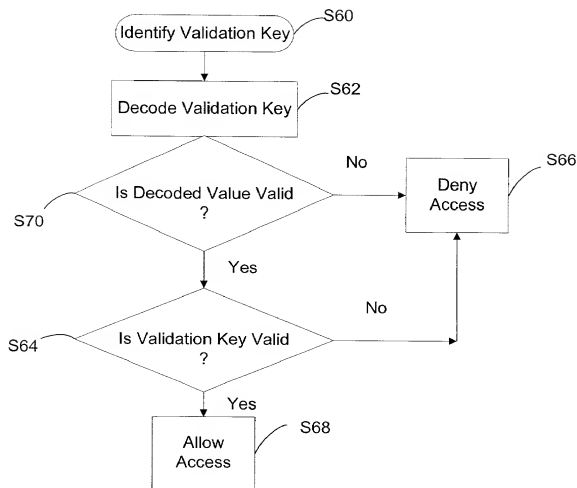 Identify Validation Key
S60
Decode Validation Key
S62
No
Is Decoded Value Valid
?
S70
Deny
Access
S66
Yes
No
Is Validation Key Valid
?
S64
Yes
Allow
Access
S68